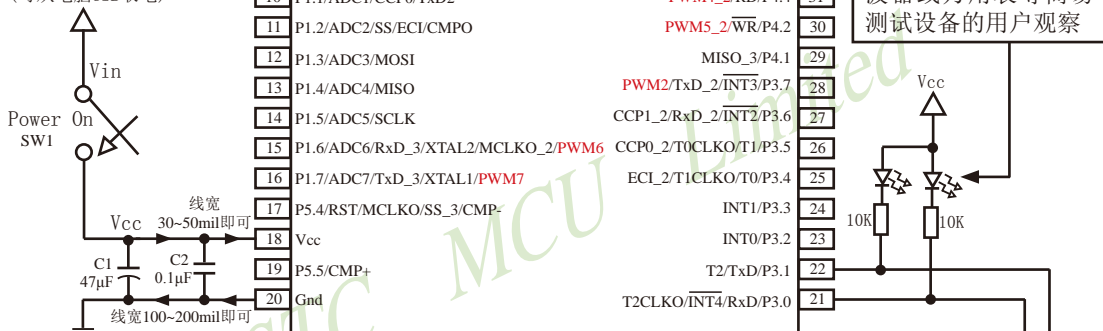 P1.1/ADC1/CCP0/TxD2
11 P1.2/ADC2/SS/ECI/CMPO
12 P1.3/ADC3/MOSI
13 P1.4/ADC4/MISO
14 P1.5/ADC5/SCLK
15 P1.6/ADC6/RxD_3/XTAL2/MCLKO_2/PWM6
16 P1.7/ADC7/TxD_3/XTAL1/PWM7
17 P5.4/RST/MCLKO/SS_3/CMP-
18 Vcc
19 P5.5/CMP+
20 Gnd
Vin
Power On
SW1
线宽
Vcc 30~50mil即可
C1
47μF
C2
0.1μF
线宽100~200mil即可
31
PWM5_2/WR/P4.2 30
MISO_3/P4.1 29
PWM2/TxD_2/INT3/P3.7 28
CCP1_2/RxD_2/INT2/P3.6 27
CCP0_2/T0CLKO/T1/P3.5 26
ECI_2/T1CLKO/T0/P3.4 25
INT1/P3.3 24
INT0/P3.2 23
T2/TxD/P3.1 22
T2CLKO/INT4/RxD/P3.0 21
测试设备的用户观察
Vcc
10K
10K
STC MCU Limited